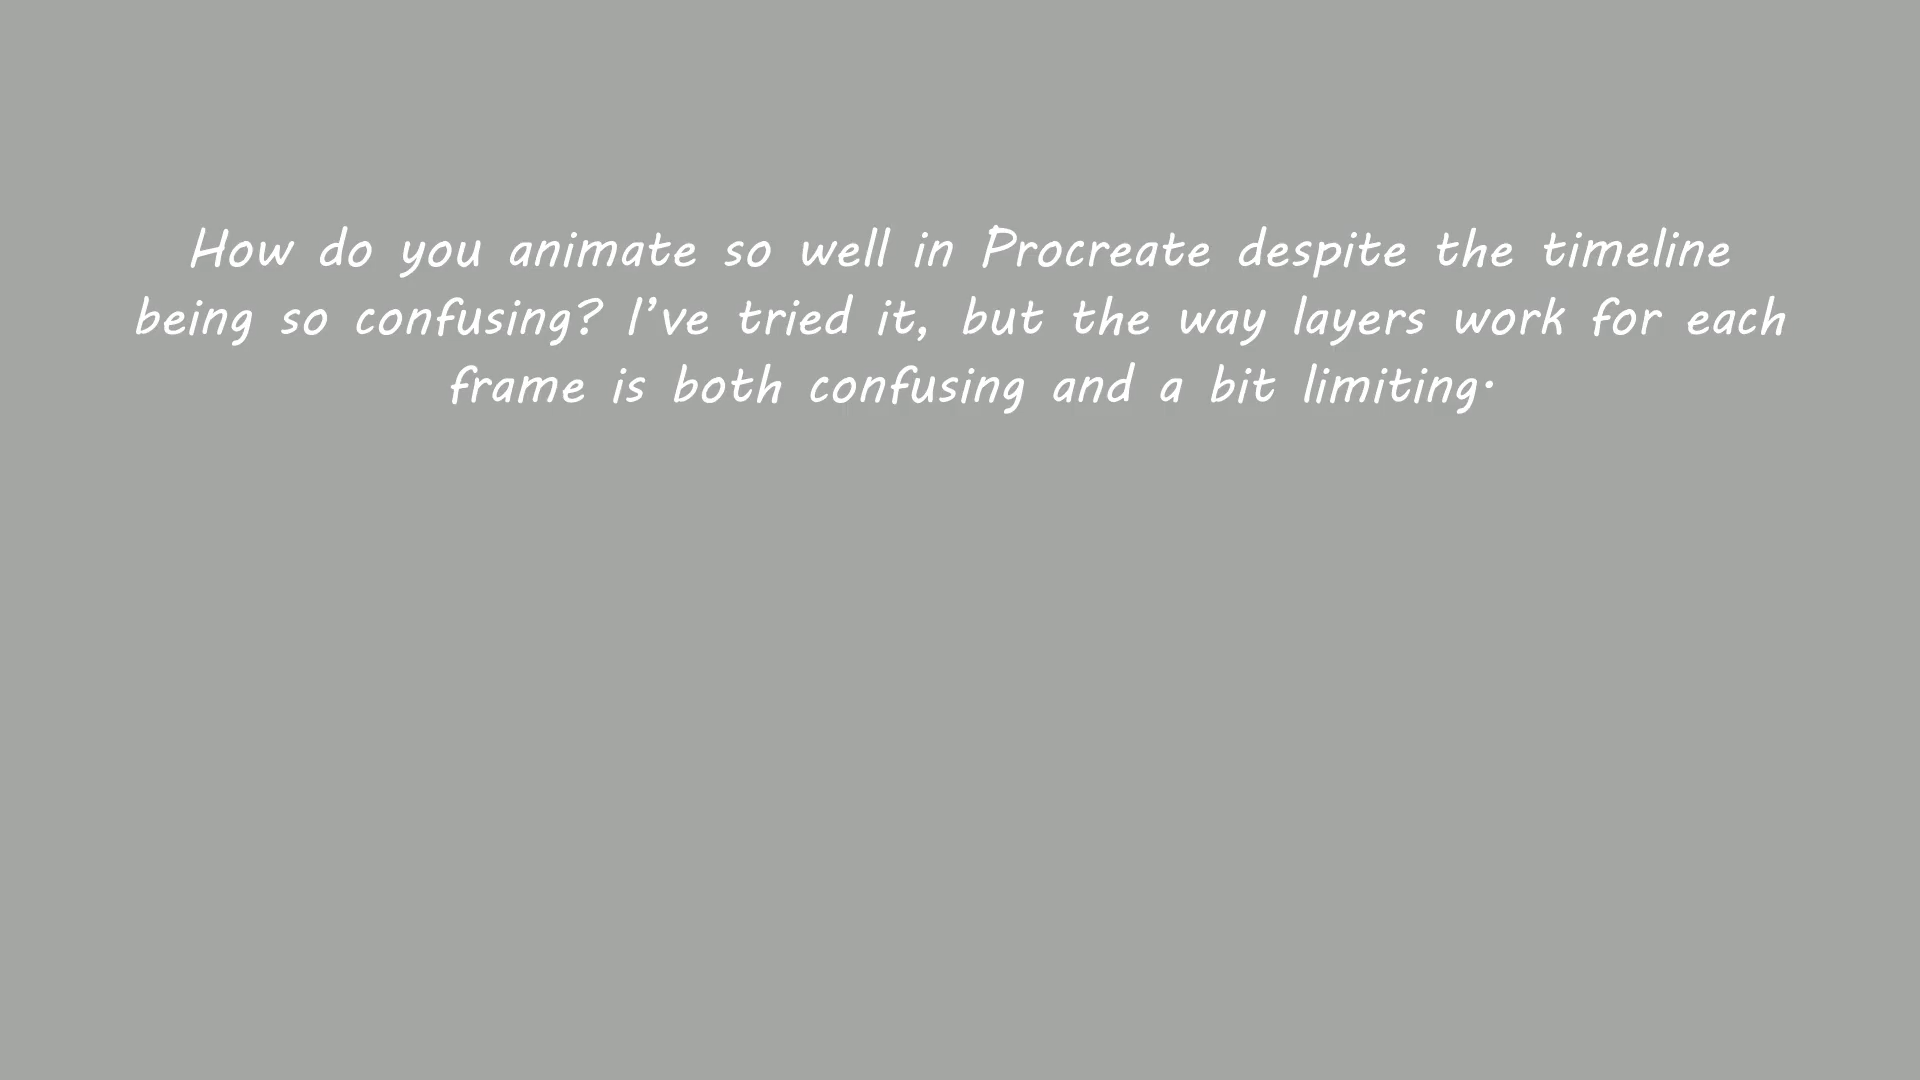 How do you animate so well in Procreate despite the timeline
being so confusing? I’ve tried it, but the way layers work for each
frame is both confusing and a bit limiting.